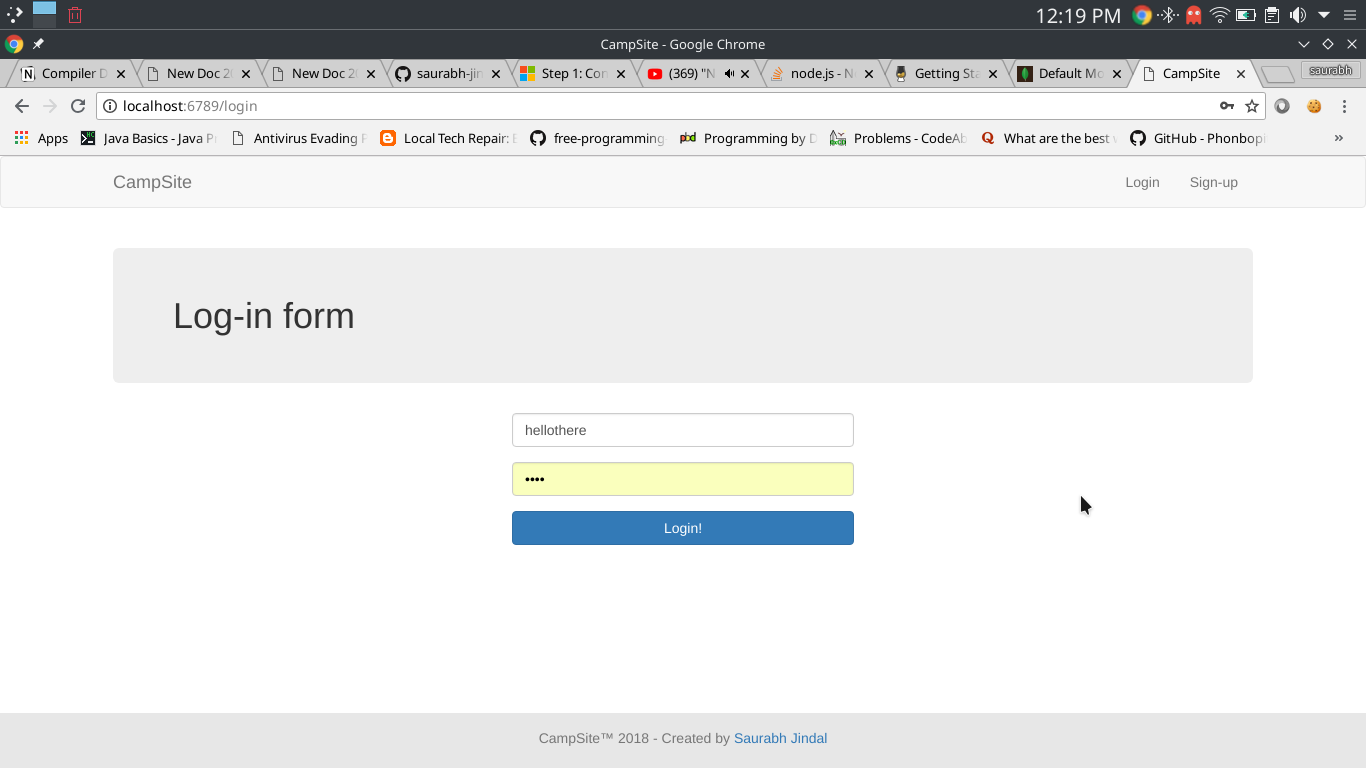 12:19 PM
CampSite - Google Chrome
Compiler D New Doc 2 New Doc 20 saurabh-jin Step 1: Con (369) "N node.js - N Getting Sta Default Mo CampSite saurabh
localhost:6789/login
Apps Java Basics - Java P Antivirus Evading Local Tech Repair: free-programming Programming by D Problems - CodeAb What are the best GitHub - Phonbopi »
CampSite Login Sign-up
Log-in form
hellothere
••••
Login!
CampSite™ 2018 - Created by Saurabh Jindal